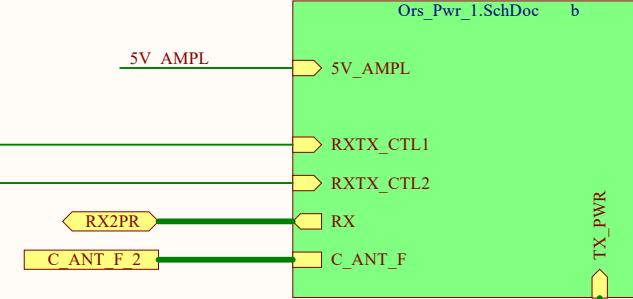 Ors_Pwr_1.SchDoc b
5V_AMPL
5V_AMPL
RXTX_CTL1
RXTX_CTL2
RX2PR
RX
C_ANT_F_2
C_ANT_F
TX_PWR